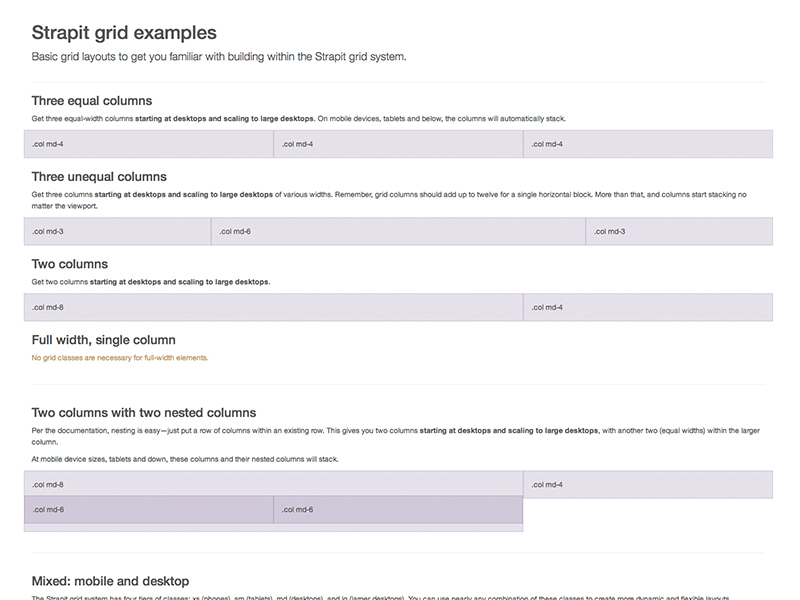 Strapit grid examples
Basic grid layouts to get you familiar with building within the Strapit grid system.
Three equal columns
Get three equal-width columns starting at desktops and scaling to large desktops. On mobile devices, tablets and below, the columns will automatically stack.
.col md-4 .col md-4 .col md-4
Three unequal columns
Get three columns starting at desktops and scaling to large desktops of various widths. Remember, grid columns should add up to twelve for a single horizontal block. More than that, and columns start stacking no
matter the viewport.
.col md-3 .col md-6 .col md-3
Two columns
Get two columns starting at desktops and scaling to large desktops.
.col md-8 .col md-4
Full width, single column
No grid classes are necessary for full-width elements.
Two columns with two nested columns
Per the documentation, nesting is easy—just put a row of columns within an existing row. This gives you two columns starting at desktops and scaling to large desktops, with another two (equal widths) within the larger
column.
At mobile device sizes, tablets and down, these columns and their nested columns will stack.
.col md-8 .col md-4
.col md-6 .col md-6
Mixed: mobile and desktop
The Strapit grid system has four tiers of classes: xs (phones), sm (tablets), md (desktops), and lg (larger desktops). You can use nearly any combination of these classes to create more dynamic and flexible layouts.